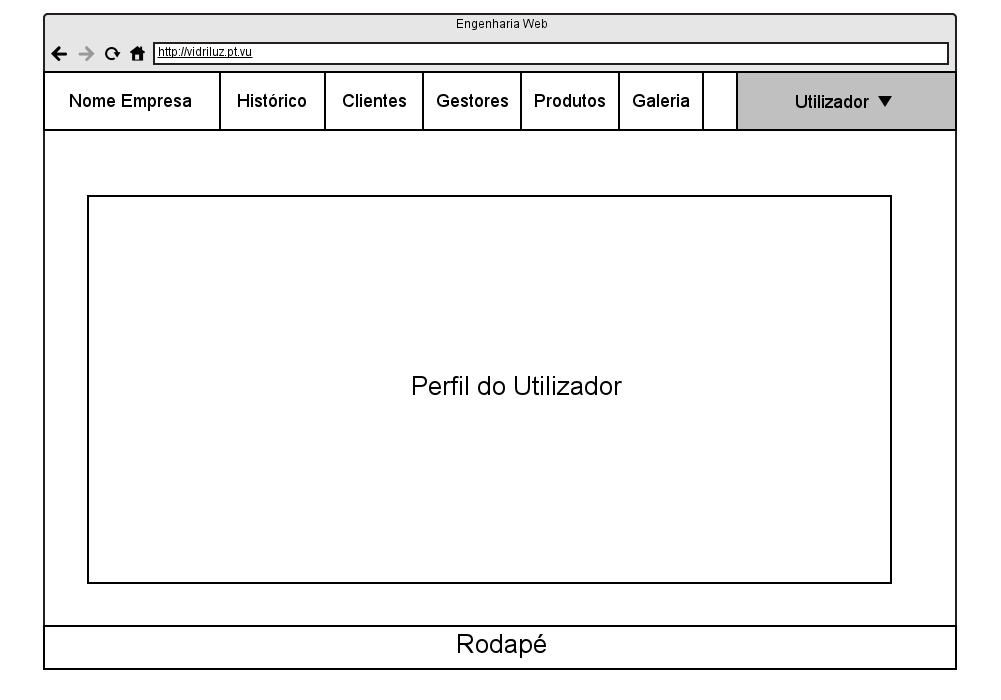 Engenharia Web
http://vidriluz.pt.vu
Nome Empresa Histórico Clientes Gestores Produtos Galeria Utilizador ▼
Perfil do Utilizador
Rodapé